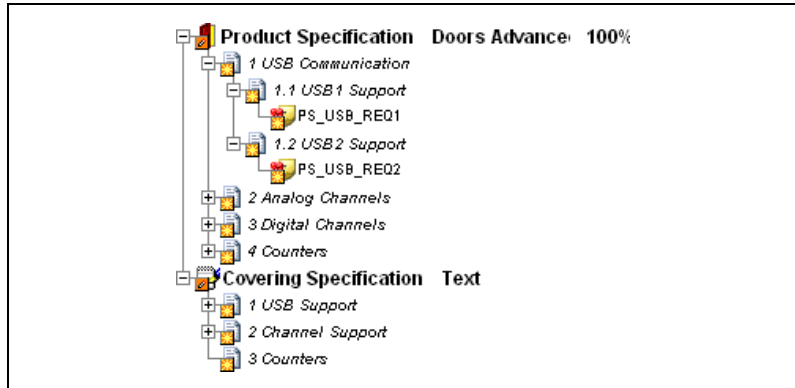 Product Specification Doors Advance 100%
1 USB Communication
1.1 USB1 Support
PS_USB_REQ1
1.2 USB2 Support
PS_USB_REQ2
2 Analog Channels
3 Digital Channels
4 Counters
Covering Specification Text
1 USB Support
2 Channel Support
3 Counters